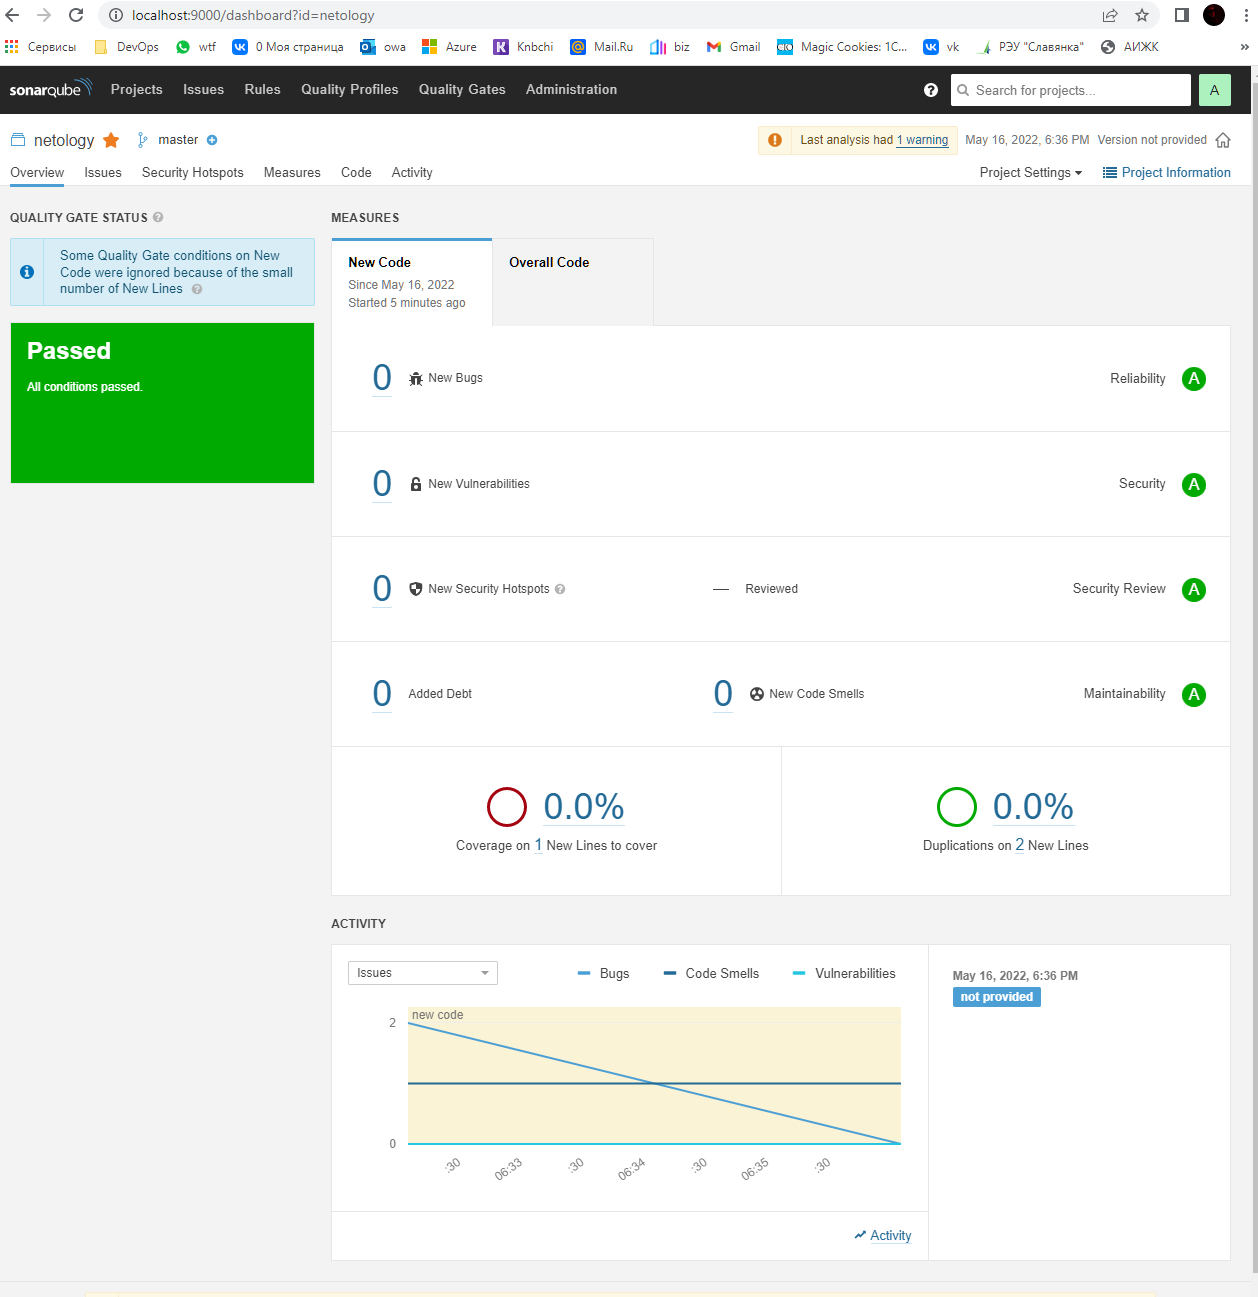 localhost:9000/dashboard?id=netology
Сервисы DevOps wtf 0 Моя страница owa Azure Knbchi Mail.Ru biz Gmail Magic Cookies: 1C... vk РЭУ "Славянка" АИЖК »
sonarqube Projects Issues Rules Quality Profiles Quality Gates Administration ? Search for projects... A
netology master Last analysis had 1 warning May 16, 2022, 6:36 PM Version not provided
Overview Issues Security Hotspots Measures Code Activity Project Settings Project Information
QUALITY GATE STATUS ?
Some Quality Gate conditions on New
Code were ignored because of the small
number of New Lines ?
Passed
All conditions passed.
MEASURES
New Code
Since May 16, 2022
Started 5 minutes ago
Overall Code
0 New Bugs Reliability A
0 New Vulnerabilities Security A
0 New Security Hotspots ? — Reviewed Security Review A
0 Added Debt 0 New Code Smells Maintainability A
0.0%
Coverage on 1 New Lines to cover
0.0%
Duplications on 2 New Lines
ACTIVITY
Issues Bugs Code Smells Vulnerabilities
new code
2
0
:30 06:33 :30 06:34 :30 06:35 :30
Activity
May 16, 2022, 6:36 PM
not provided